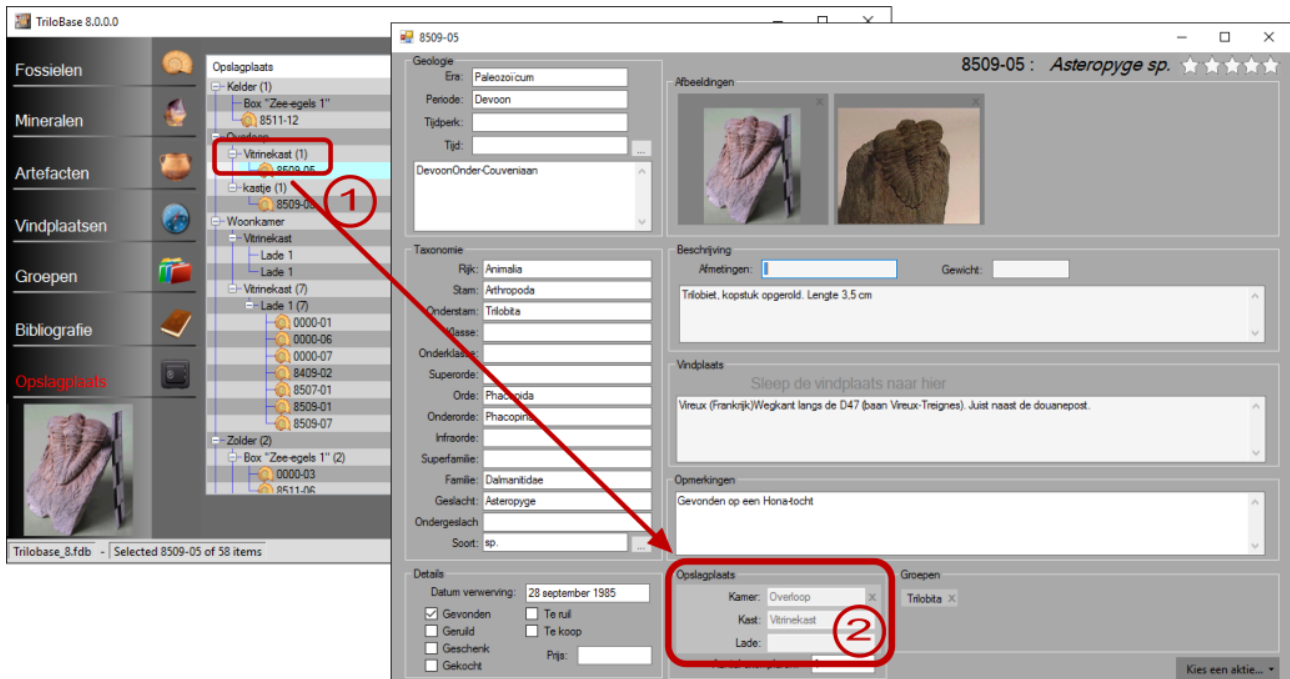 TriloBase 8.0.0.0
Fossielen
Mineralen
Artefacten
Vindplaatsen
Groepen
Bibliografie
Opslagplaats
Opslagplaats
Kelder (1)
Box "Zee-egels 1"
8511-12
Overloop
Vitrinekast (1)
8509-05
kastje (1)
8509-0
Woonkamer
Vitrinekast
Lade 1
Lade 1
Vitrinekast (7)
Lade 1 (7)
0000-01
0000-06
0000-07
8409-02
8507-01
8509-01
8509-07
Zolder (2)
Box "Zee-egels 1" (2)
0000-03
8511-06
Trilobase_8.fdb - Selected 8509-05 of 58 items
1
8509-05
8509-05 : Asteropyge sp.
Geologie
Era: Paleozoïcum
Periode: Devoon
Tijdperk:
Tijd: ...
DevoonOnder-Couveniaan
Taxonomie
Rijk: Animalia
Stam: Arthropoda
Onderstam: Trilobita
Klasse:
Onderklasse:
Superorde:
Orde: Phacopida
Onderorde: Phacopina
Infraorde:
Superfamilie:
Familie: Dalmanitidae
Geslacht: Asteropyge
Ondergeslach
Soort: sp. ...
Details
Datum verwerving: 28 september 1985
Gevonden Te ruil
Geruild Te koop
Geschenk Prijs:
Gekocht
Afbeeldingen
x x
Beschrijving
Afmetingen: Gewicht:
Trilobiet, kopstuk opgerold. Lengte 3,5 cm
Vindplaats
Sleep de vindplaats naar hier
Vireux (Frankrijk)Wegkant langs de D47 (baan Vireux-Treignes). Juist naast de douanepost.
Opmerkingen
Gevonden op een Hona-tocht
Opslagplaats
Kamer: Overloop x
Kast: Vitrinekast
Lade:
2
Groepen
Trilobita x
Kies een aktie...